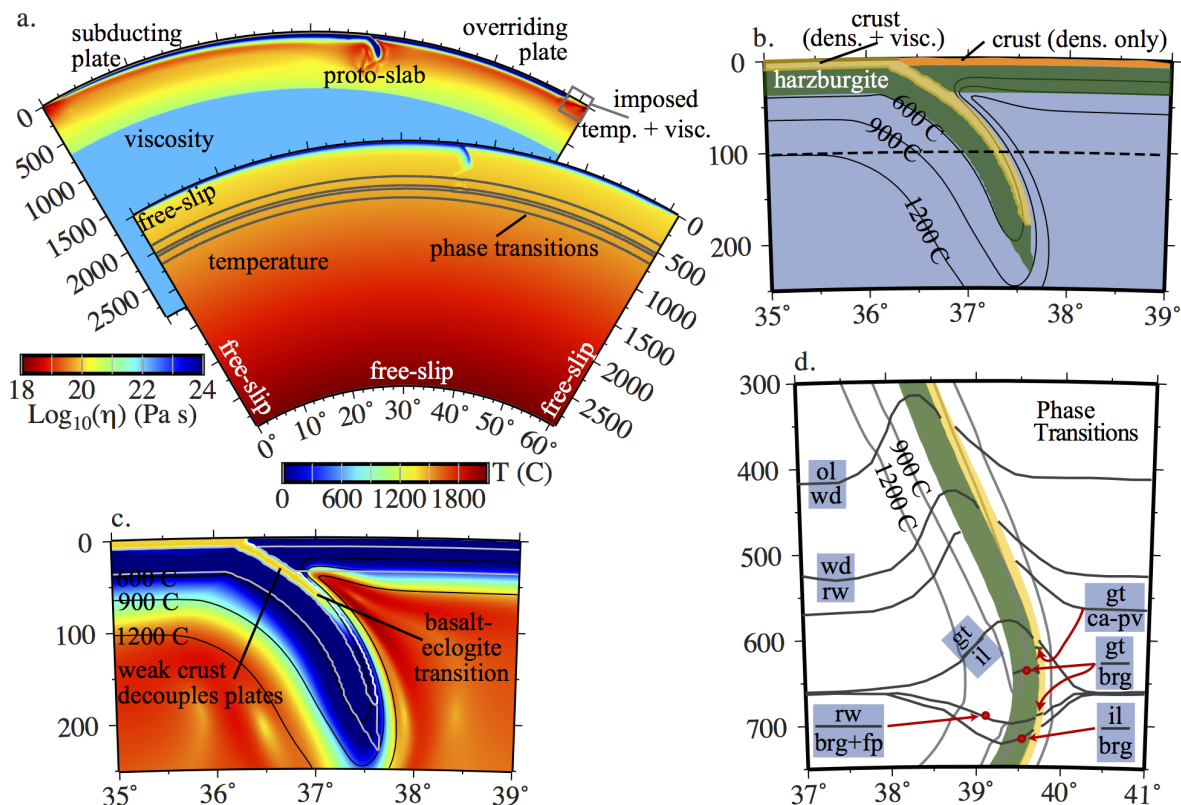 a.
subducting
plate
overriding
plate
proto-slab
imposed
temp. + visc.
viscosity
0
500
1000
1500
2000
2500
free-slip
phase transitions
temperature
0
500
1000
1500
2000
2500
free-slip
free-slip
free-slip
0° 10° 20° 30° 40° 50° 60°
18 20 22 24
Log10(η) (Pa s)
T (C)
0 600 1200 1800
b.
crust
(dens. + visc.)
crust (dens. only)
harzburgite
600 C
900 C
1200 C
0
100
200
35° 36° 37° 38° 39°
c.
0
100
200
600 C
900 C
1200 C
weak crust
decouples plates
basalt-
eclogite
transition
35° 36° 37° 38° 39°
d.
300
400
500
600
700
Phase
Transitions
900 C
1200 C
ol
wd
wd
rw
gt
il
gt
ca-pv
gt
brg
rw
brg+fp
il
brg
37° 38° 39° 40° 41°